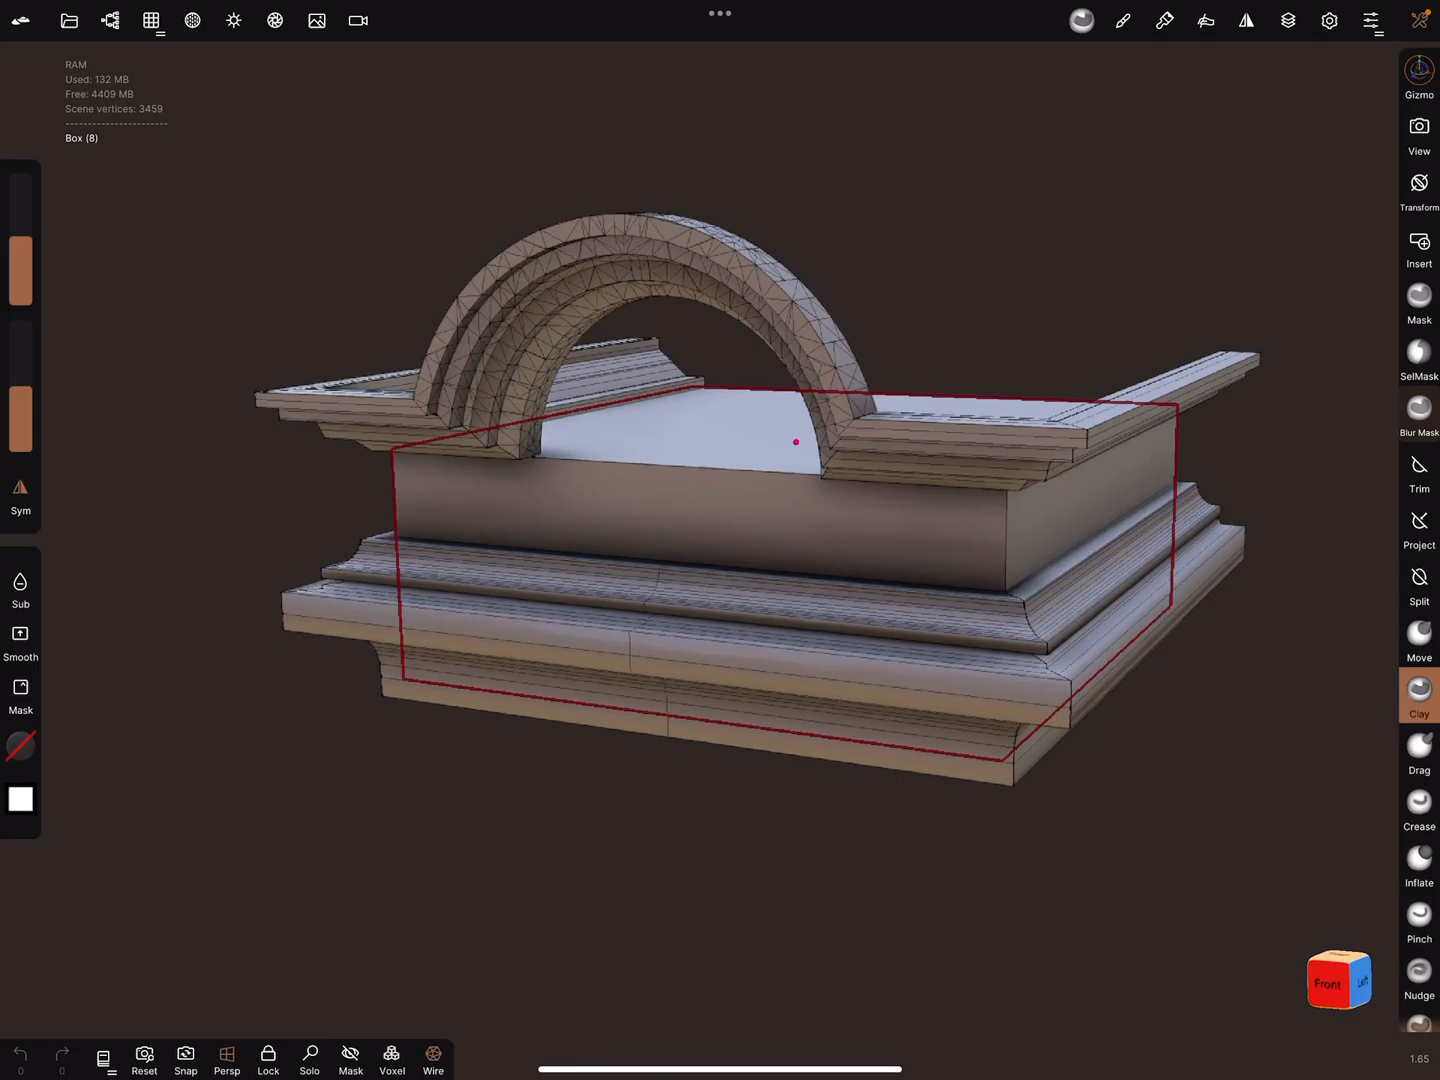 RAM
Used: 132 MB
Free: 4409 MB
Scene vertices: 3459
------------------------
Box (8)
Sym
Sub
Smooth
Mask
Gizmo
View
Transform
Insert
Mask
SelMask
Blur Mask
Trim
Project
Split
Move
Clay
Drag
Crease
Inflate
Pinch
Nudge
Front
Left
0
0
Reset
Snap
Persp
Lock
Solo
Mask
Voxel
Wire
1.65